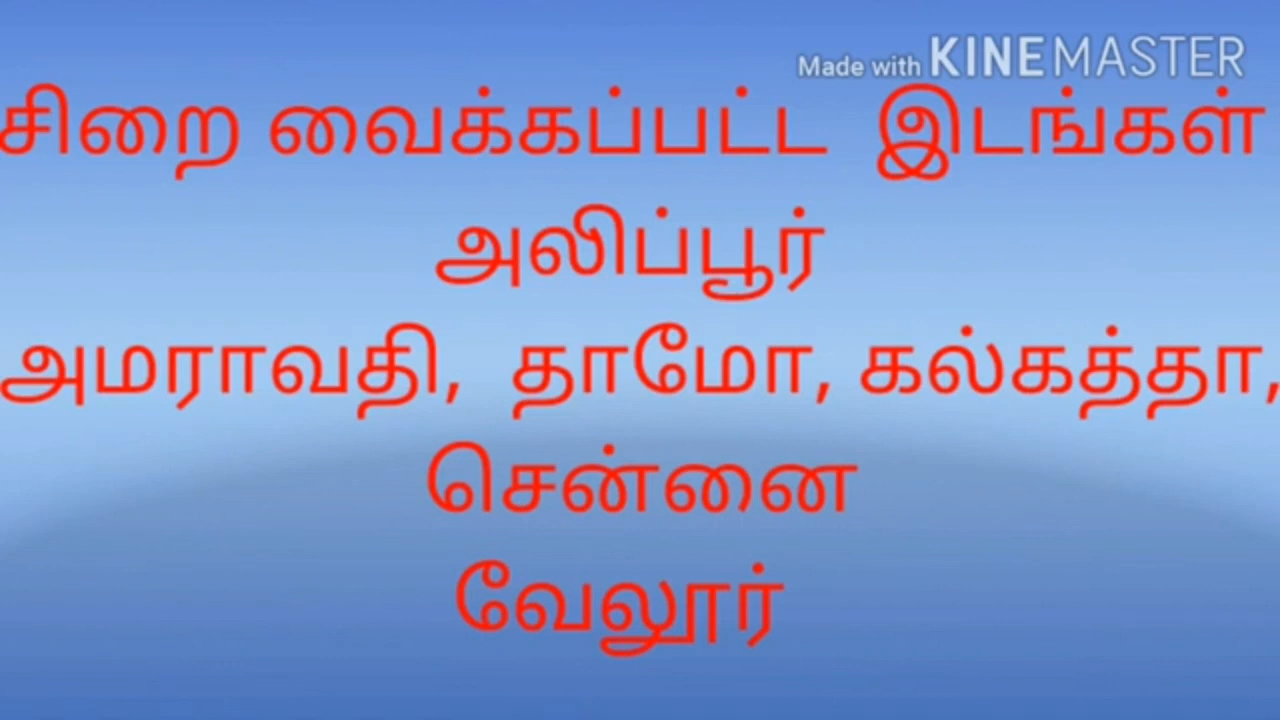 Made with KINEMASTER
சிறை வைக்கப்பட்ட இடங்கள்
அலிப்பூர்
அமராவதி, தாமோ, கல்கத்தா,
சென்னை
வேலூர்